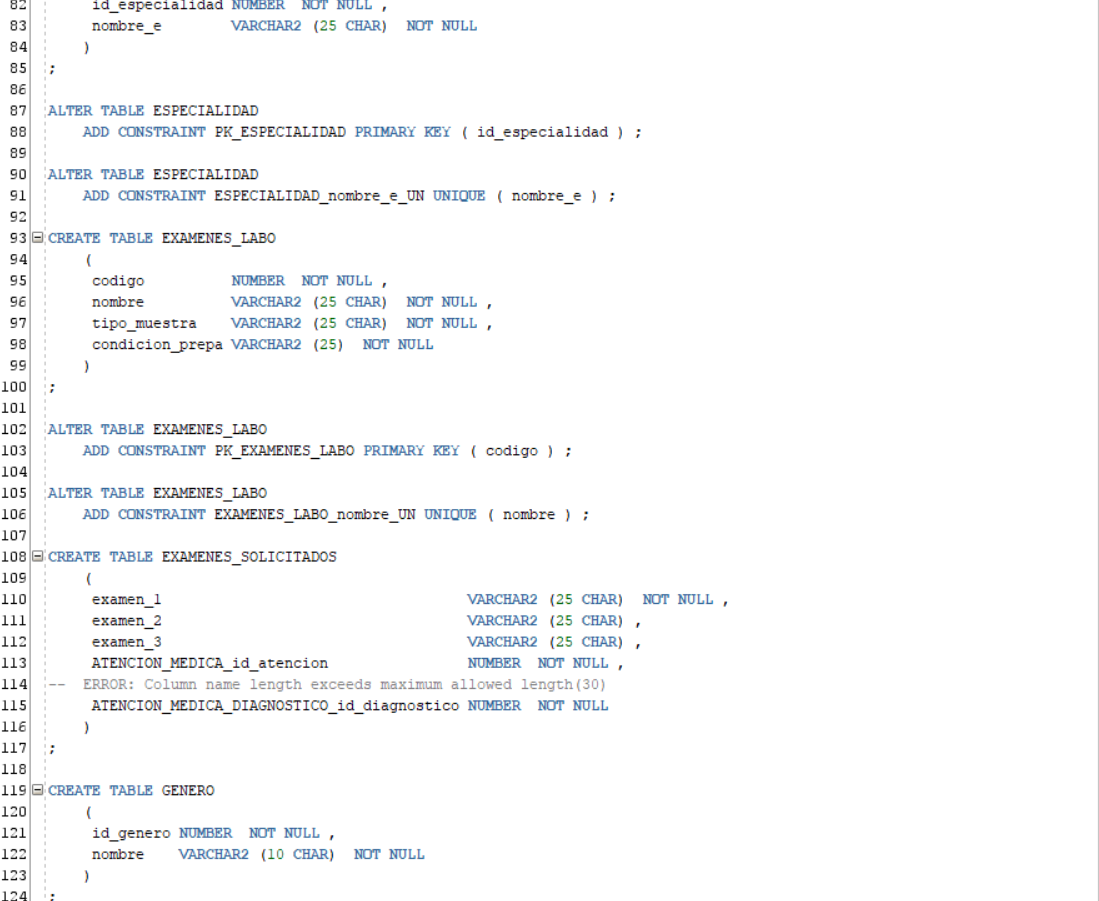 82 id_especialidad NUMBER NOT NULL ,
83 nombre_e VARCHAR2 (25 CHAR) NOT NULL
84 )
85 ;
86
87 ALTER TABLE ESPECIALIDAD
88 ADD CONSTRAINT PK_ESPECIALIDAD PRIMARY KEY ( id_especialidad ) ;
89
90 ALTER TABLE ESPECIALIDAD
91 ADD CONSTRAINT ESPECIALIDAD_nombre_e_UN UNIQUE ( nombre_e ) ;
92
93 CREATE TABLE EXAMENES_LABO
94 (
95 codigo NUMBER NOT NULL ,
96 nombre VARCHAR2 (25 CHAR) NOT NULL ,
97 tipo_muestra VARCHAR2 (25 CHAR) NOT NULL ,
98 condicion_prepa VARCHAR2 (25) NOT NULL
99 )
100 ;
101
102 ALTER TABLE EXAMENES_LABO
103 ADD CONSTRAINT PK_EXAMENES_LABO PRIMARY KEY ( codigo ) ;
104
105 ALTER TABLE EXAMENES_LABO
106 ADD CONSTRAINT EXAMENES_LABO_nombre_UN UNIQUE ( nombre ) ;
107
108 CREATE TABLE EXAMENES_SOLICITADOS
109 (
110 examen_1 VARCHAR2 (25 CHAR) NOT NULL ,
111 examen_2 VARCHAR2 (25 CHAR) ,
112 examen_3 VARCHAR2 (25 CHAR) ,
113 ATENCION_MEDICA_id_atencion NUMBER NOT NULL ,
114 -- ERROR: Column name length exceeds maximum allowed length(30)
115 ATENCION_MEDICA_DIAGNOSTICO_id_diagnostico NUMBER NOT NULL
116 )
117 ;
118
119 CREATE TABLE GENERO
120 (
121 id_genero NUMBER NOT NULL ,
122 nombre VARCHAR2 (10 CHAR) NOT NULL
123 )
124 ;